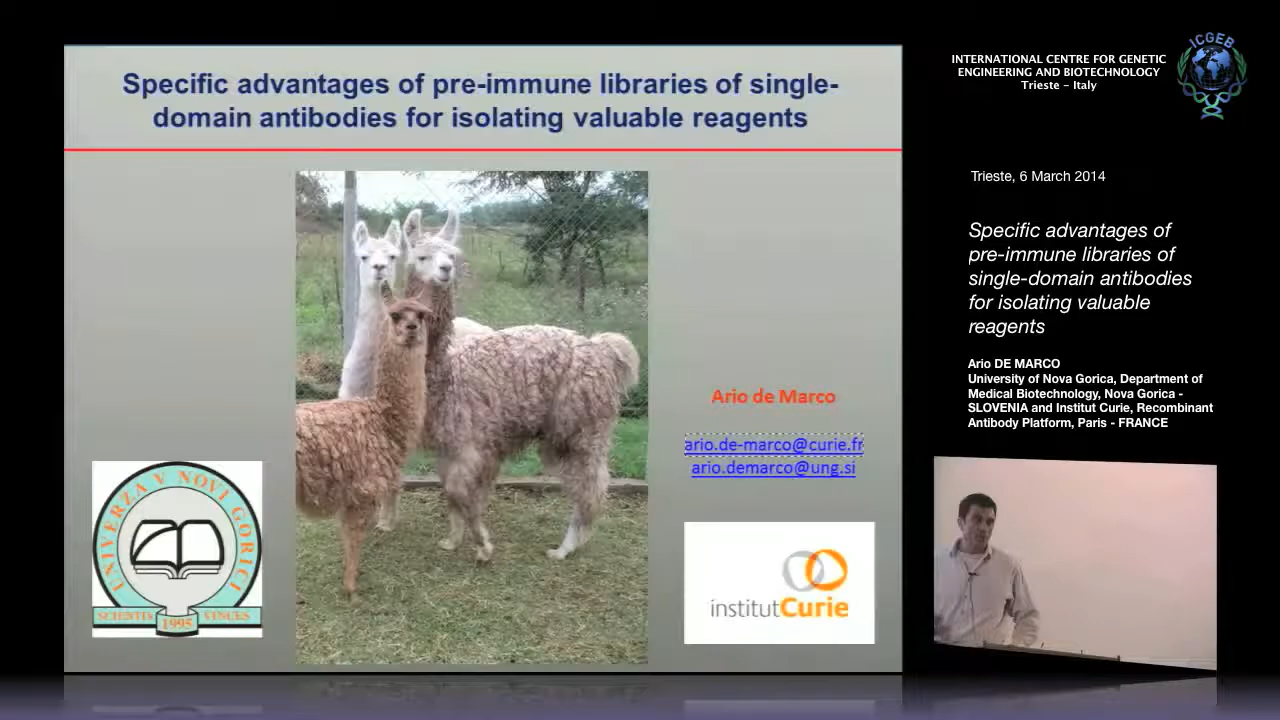 Specific advantages of pre-immune libraries of single-
domain antibodies for isolating valuable reagents
Ario de Marco
ario.de-marco@curie.fr
ario.demarco@ung.si
UNIVERZA V NOVI GORICI
SCIENTIS VINCES
1995
institutCurie
INTERNATIONAL CENTRE FOR GENETIC
ENGINEERING AND BIOTECHNOLOGY
Trieste - Italy
ICGEB
Trieste, 6 March 2014
Specific advantages of
pre-immune libraries of
single-domain antibodies
for isolating valuable
reagents
Ario DE MARCO
University of Nova Gorica, Department of
Medical Biotechnology, Nova Gorica -
SLOVENIA and Institut Curie, Recombinant
Antibody Platform, Paris - FRANCE